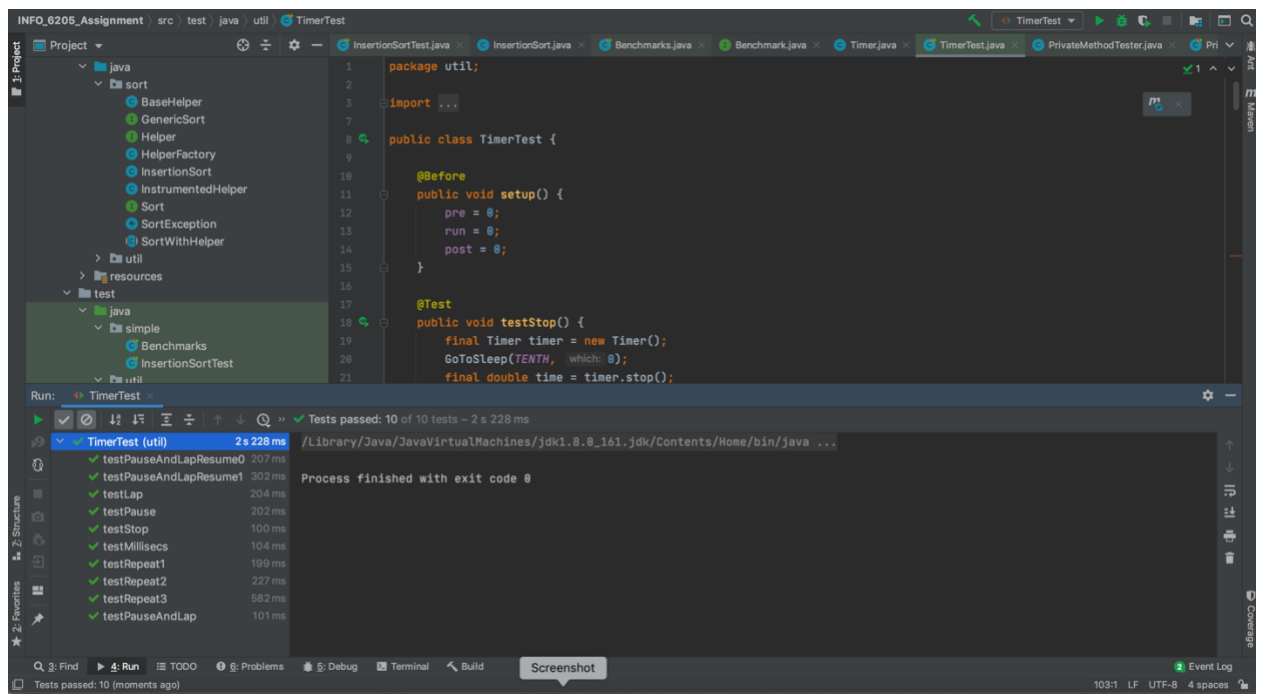 INFO_6205_Assignment 〉 src 〉 test 〉 java 〉 util 〉 TimerTest
TimerTest
1: Project
Project
InsertionSortTest.java
InsertionSort.java
Benchmarks.java
Benchmark.java
Timer.java
TimerTest.java
PrivateMethodTester.java
Pri
Ant
Maven
java
sort
BaseHelper
GenericSort
Helper
HelperFactory
InsertionSort
InstrumentedHelper
Sort
SortException
SortWithHelper
util
resources
test
java
simple
Benchmarks
InsertionSortTest
util
1 package util;
2
3 import ...
7
8 public class TimerTest {
9
10 @Before
11 public void setup() {
12 pre = 0;
13 run = 0;
14 post = 0;
15 }
16
17 @Test
18 public void testStop() {
19 final Timer timer = new Timer();
20 GoToSleep(TENTH, which: 0);
21 final double time = timer.stop();
1
Run: TimerTest
Tests passed: 10 of 10 tests – 2 s 228 ms
TimerTest (util) 2 s 228 ms
testPauseAndLapResume0 207 ms
testPauseAndLapResume1 302 ms
testLap 204 ms
testPause 202 ms
testStop 100 ms
testMillisecs 104 ms
testRepeat1 199 ms
testRepeat2 227 ms
testRepeat3 582 ms
testPauseAndLap 101 ms
/Library/Java/JavaVirtualMachines/jdk1.8.0_161.jdk/Contents/Home/bin/java ...
Process finished with exit code 0
Z: Structure
2: Favorites
Coverage
3: Find
4: Run
TODO
6: Problems
5: Debug
Terminal
Build
Screenshot
2 Event Log
Tests passed: 10 (moments ago)
103:1 LF UTF-8 4 spaces